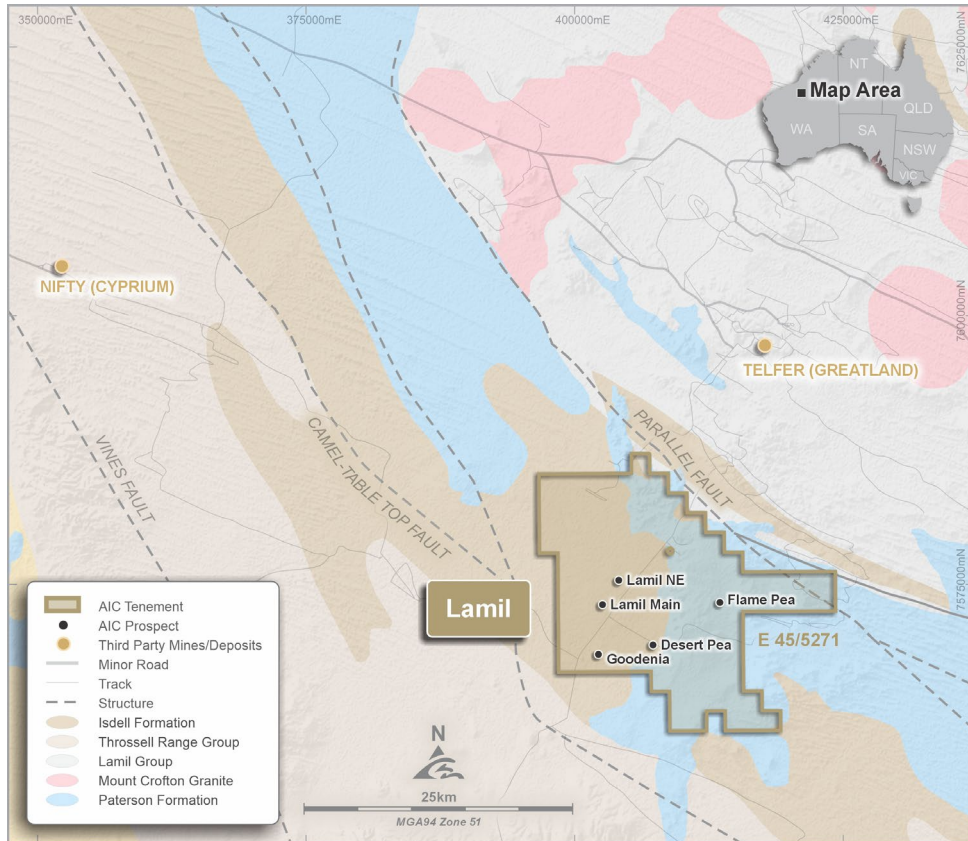 350000mE
375000mE
400000mE
425000mE
7625000mN
NT
Map Area
QLD
WA
SA
NSW
VIC
NIFTY (CYPRIUM)
7600000mN
TELFER (GREATLAND)
PARALLEL FAULT
VINES FAULT
CAMEL-TABLE TOP FAULT
7575000mN
Lamil
Lamil NE
Lamil Main
Flame Pea
E 45/5271
Desert Pea
Goodenia
AIC Tenement
AIC Prospect
Third Party Mines/Deposits
Minor Road
Track
Structure
Isdell Formation
Throssell Range Group
Lamil Group
Mount Crofton Granite
Paterson Formation
N
25km
MGA94 Zone 51